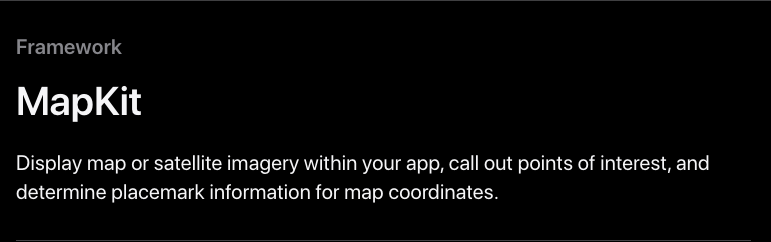 Framework
MapKit
Display map or satellite imagery within your app, call out points of interest, and
determine placemark information for map coordinates.